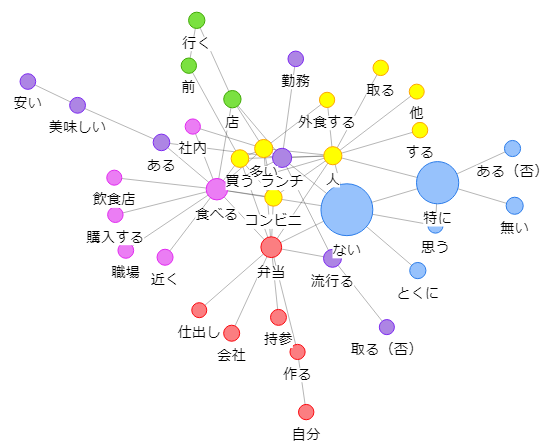 行く
勤務
前
取る
安い
他
外食する
店
美味しい
社内
する
ある
多い
買う
ランチ
ある（否）
人
飲食店
食べる
特に
コンビニ
無い
購入する
思う
ない
職場
弁当
近く
流行る
とくに
仕出し
持参
取る（否）
会社
作る
自分